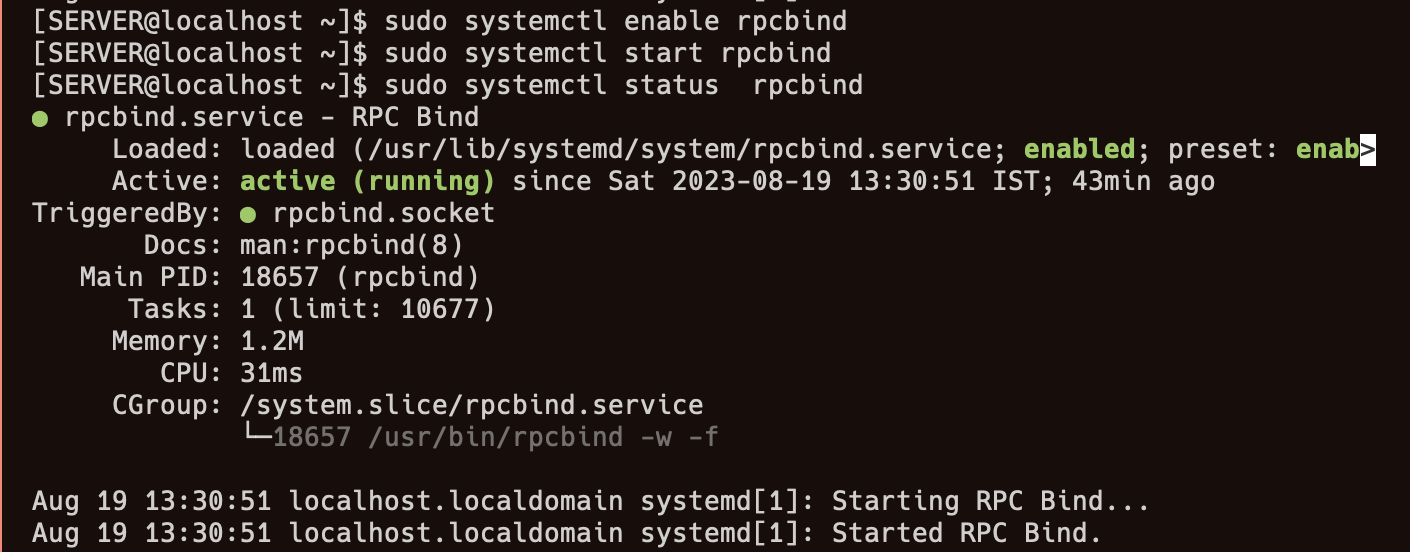 [SERVER@localhost ~]$ sudo systemctl enable rpcbind
[SERVER@localhost ~]$ sudo systemctl start rpcbind
[SERVER@localhost ~]$ sudo systemctl status  rpcbind
● rpcbind.service - RPC Bind
     Loaded: loaded (/usr/lib/systemd/system/rpcbind.service; enabled; preset: enab>
     Active: active (running) since Sat 2023-08-19 13:30:51 IST; 43min ago
TriggeredBy: ● rpcbind.socket
       Docs: man:rpcbind(8)
   Main PID: 18657 (rpcbind)
      Tasks: 1 (limit: 10677)
     Memory: 1.2M
        CPU: 31ms
     CGroup: /system.slice/rpcbind.service
             └─18657 /usr/bin/rpcbind -w -f

Aug 19 13:30:51 localhost.localdomain systemd[1]: Starting RPC Bind...
Aug 19 13:30:51 localhost.localdomain systemd[1]: Started RPC Bind.